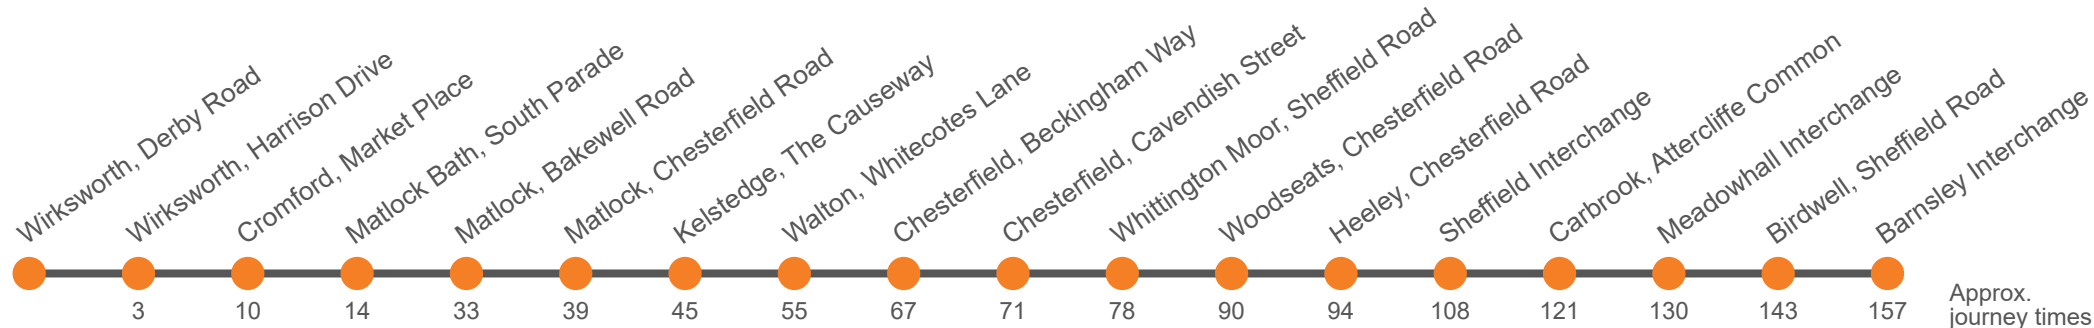 Wirksworth, Derby Road
Wirksworth, Harrison Drive
Cromford, Market Place
Matlock Bath, South Parade
Matlock, Bakewell Road
Matlock, Chesterfield Road
Kelstedge, The Causeway
Walton, Whitecotes Lane
Chesterfield, Beckingham Way
Chesterfield, Cavendish Street
Whittington Moor, Sheffield Road
Woodseats, Chesterfield Road
Heeley, Chesterfield Road
Sheffield Interchange
Carbrook, Attercliffe Common
Meadowhall Interchange
Birdwell, Sheffield Road
Barnsley Interchange
3 10 14 33 39 45 55 67 71 78 90 94 108 121 130 143 157
Approx.
journey times